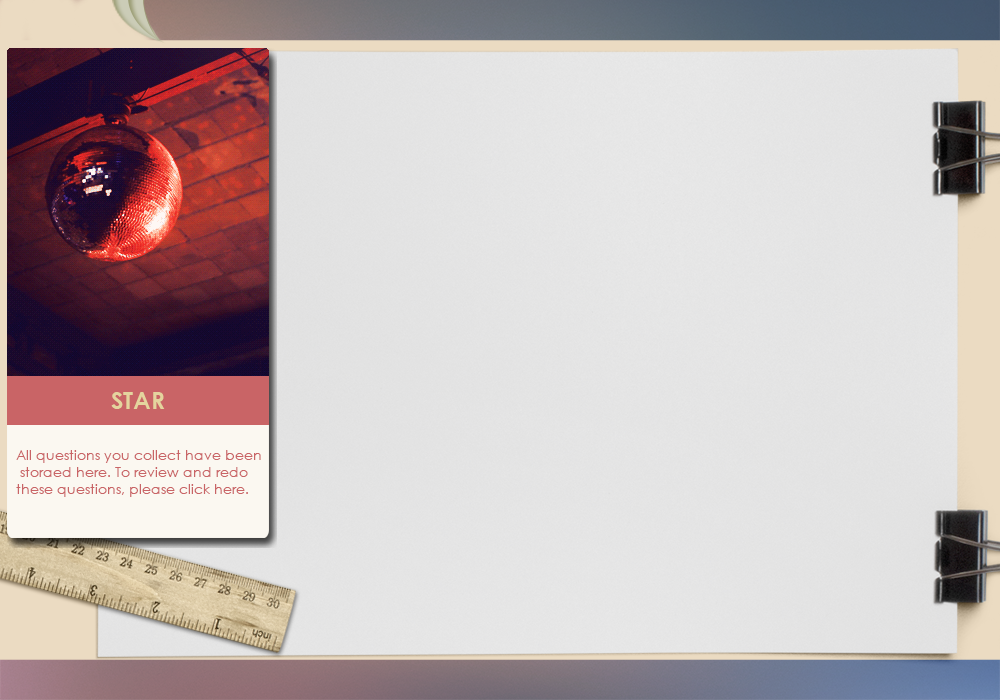 STAR
All questions you collect have been
storaed here. To review and redo
these questions, please click here.
21 22 23 24 25 26 27 28 29 30
4 3 2 1 inch